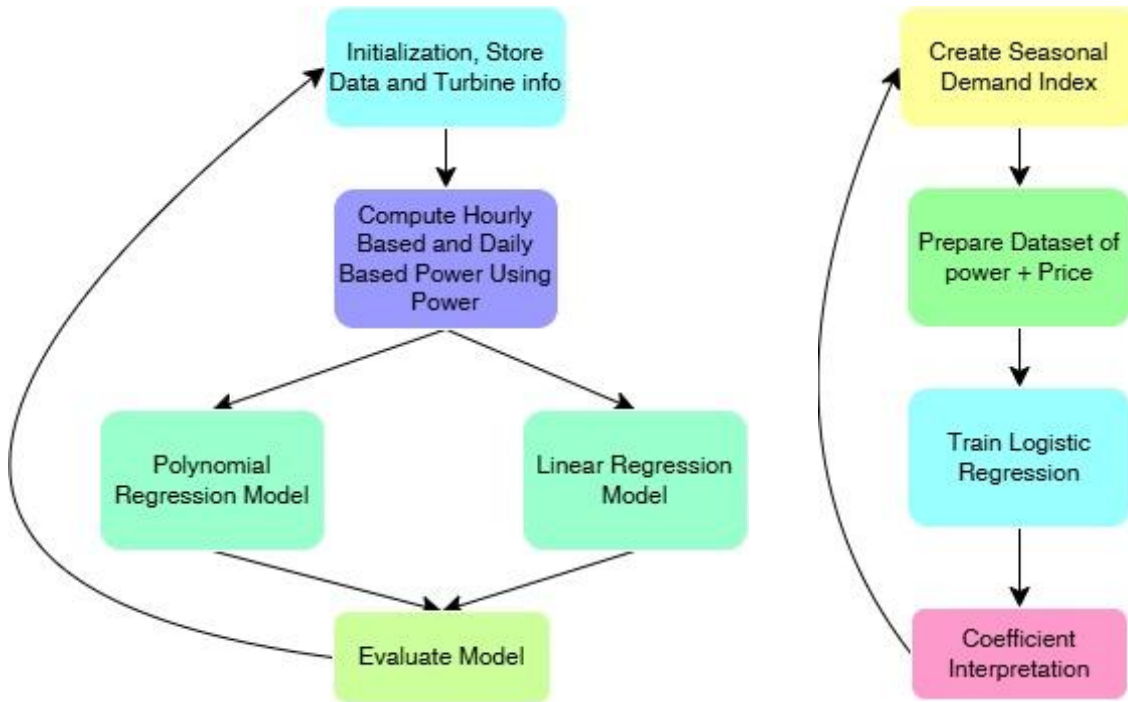 Initialization, Store
Data and Turbine info
Compute Hourly
Based and Daily
Based Power Using
Power
Polynomial
Regression Model
Linear Regression
Model
Evaluate Model
Create Seasonal
Demand Index
Prepare Dataset of
power + Price
Train Logistic
Regression
Coefficient
Interpretation